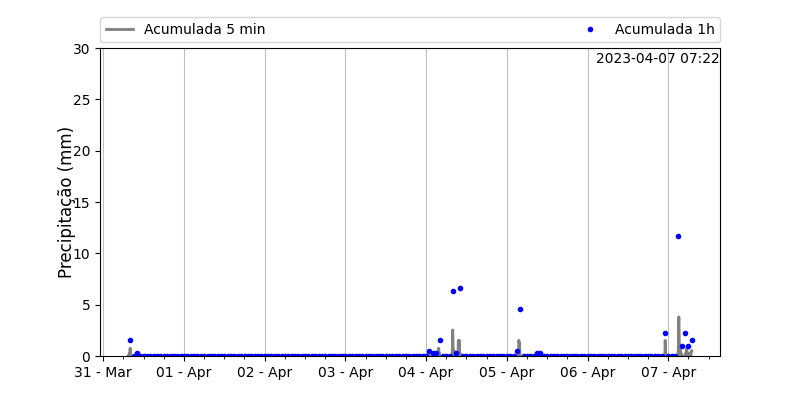 Acumulada 5 min
Acumulada 1h
2023-04-07 07:22
Precipitação (mm)
30
25
20
15
10
5
0
31 - Mar
01 - Apr
02 - Apr
03 - Apr
04 - Apr
05 - Apr
06 - Apr
07 - Apr